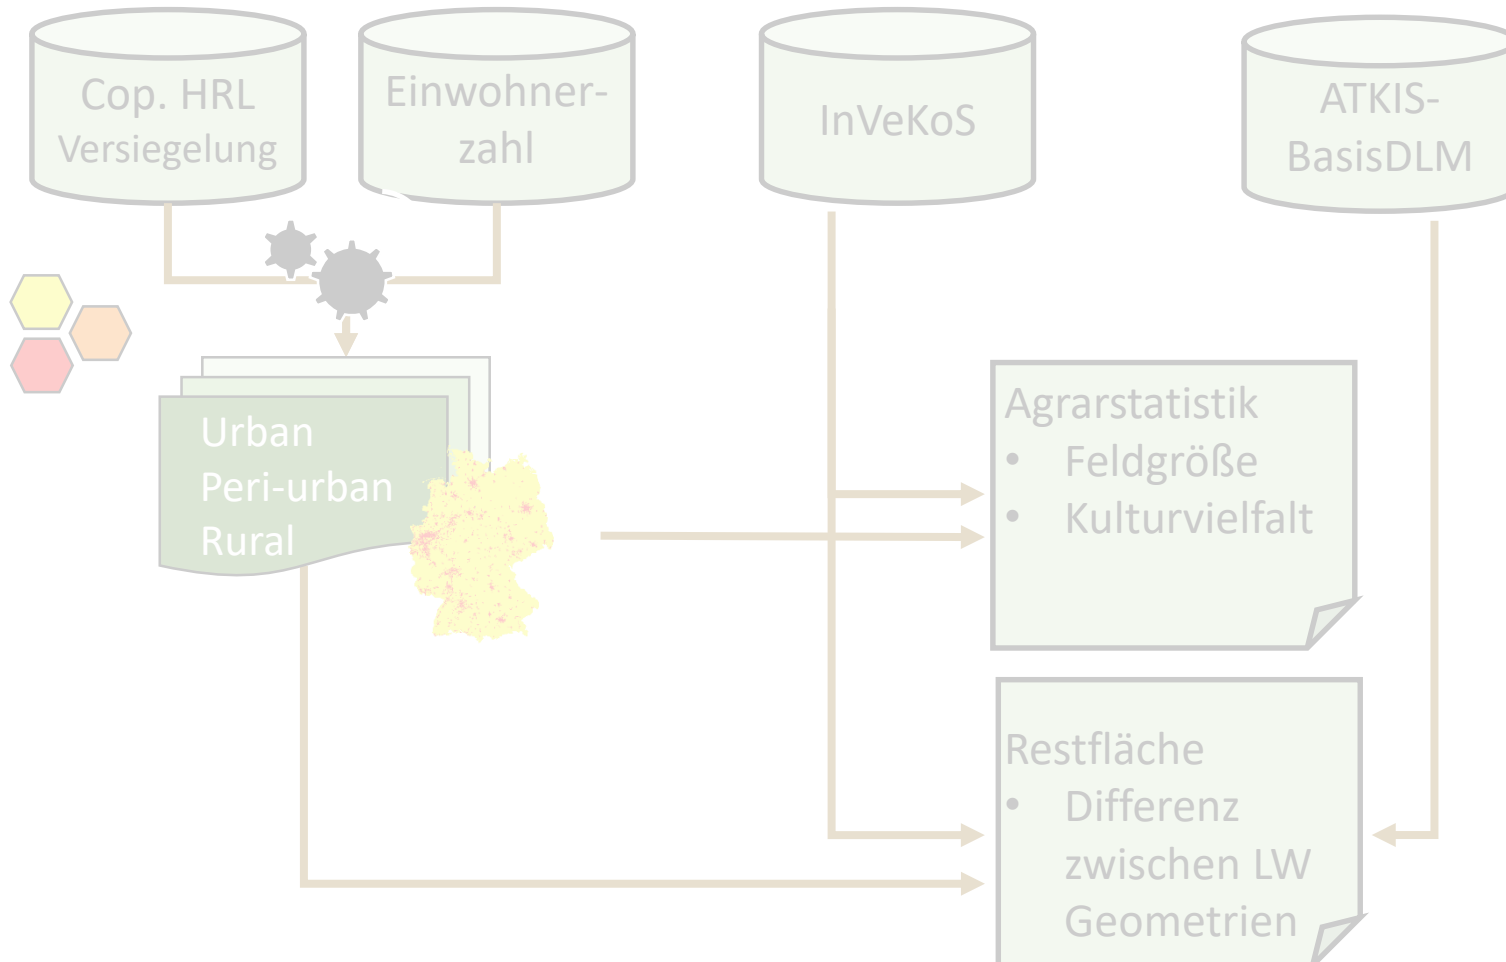 Cop. HRL
Versiegelung
Einwohner-
zahl
InVeKoS
ATKIS-
BasisDLM
Urban
Peri-urban
Rural
Agrarstatistik
• Feldgröße
• Kulturvielfalt
Restfläche
• Differenz
zwischen LW
Geometrien